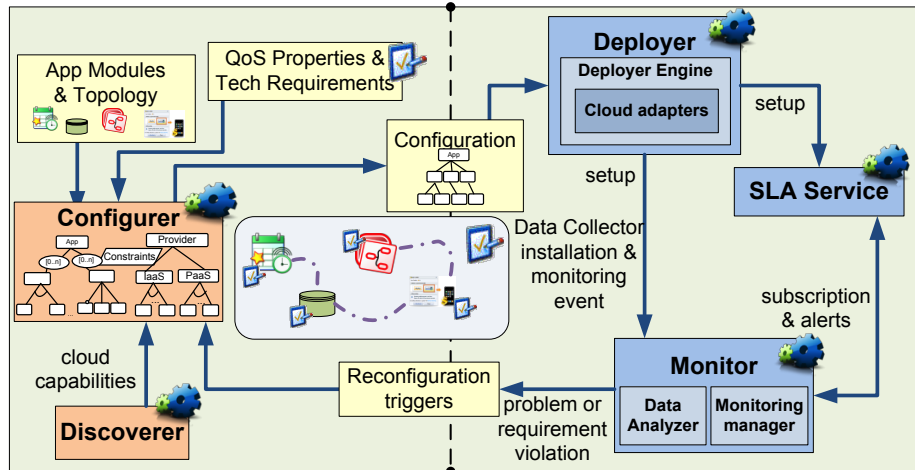 App Modules
& Topology
QoS Properties &
Tech Requirements
Configuration
App
Deployer
Deployer Engine
Cloud adapters
setup
setup
SLA Service
Configurer
App
Provider
[0..n]
[0..n]
Constraints
IaaS
PaaS
...
...
...
Data Collector
installation &
monitoring
event
subscription
& alerts
cloud
capabilities
Discoverer
Reconfiguration
triggers
problem or
requirement
violation
Monitor
Data
Analyzer
Monitoring
manager